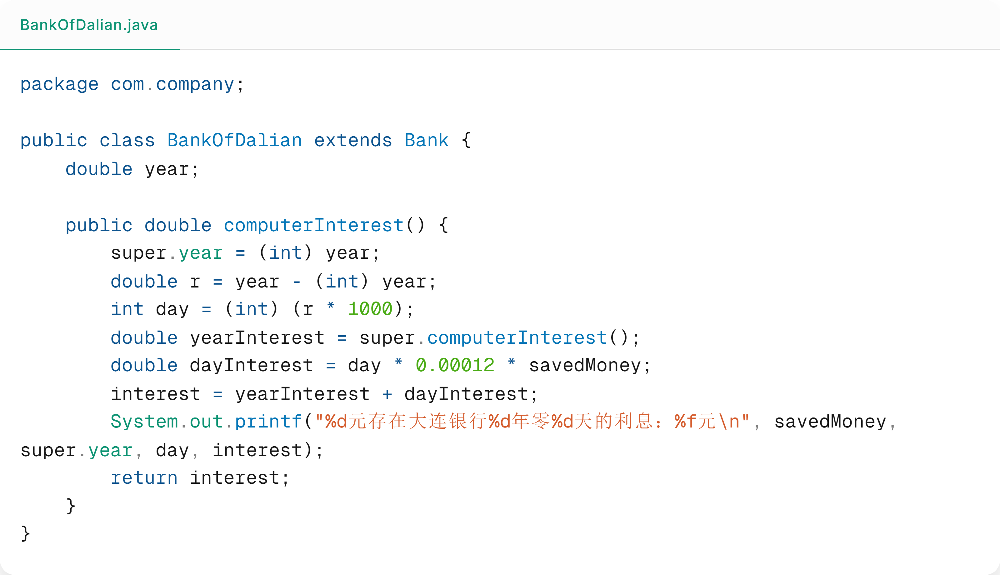 BankOfDalian.java
package com.company;
public class BankOfDalian extends Bank {
    double year;
    public double computerInterest() {
        super.year = (int) year;
        double r = year - (int) year;
        int day = (int) (r * 1000);
        double yearInterest = super.computerInterest();
        double dayInterest = day * 0.00012 * savedMoney;
        interest = yearInterest + dayInterest;
        System.out.printf("%d元存在大连银行%d年零%d天的利息：%f元\n", savedMoney,
super.year, day, interest);
        return interest;
    }
}